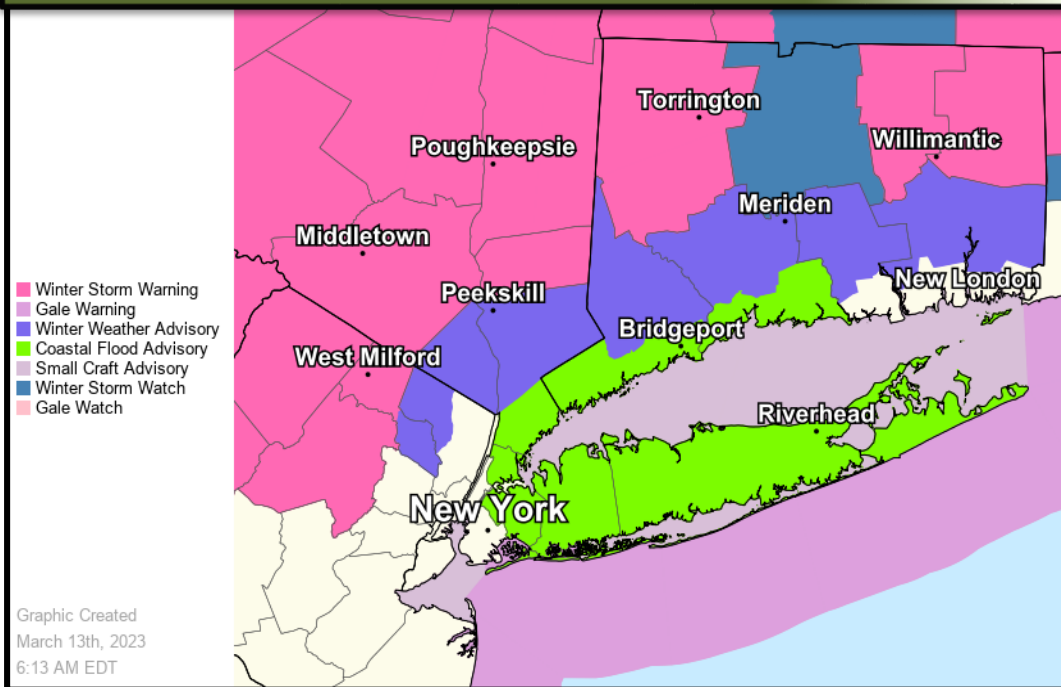 Torrington
Poughkeepsie
Willimantic
Meriden
Middletown
New London
Peekskill
Bridgeport
West Milford
Riverhead
New York
Winter Storm Warning
Gale Warning
Winter Weather Advisory
Coastal Flood Advisory
Small Craft Advisory
Winter Storm Watch
Gale Watch
Graphic Created
March 13th, 2023
6:13 AM EDT